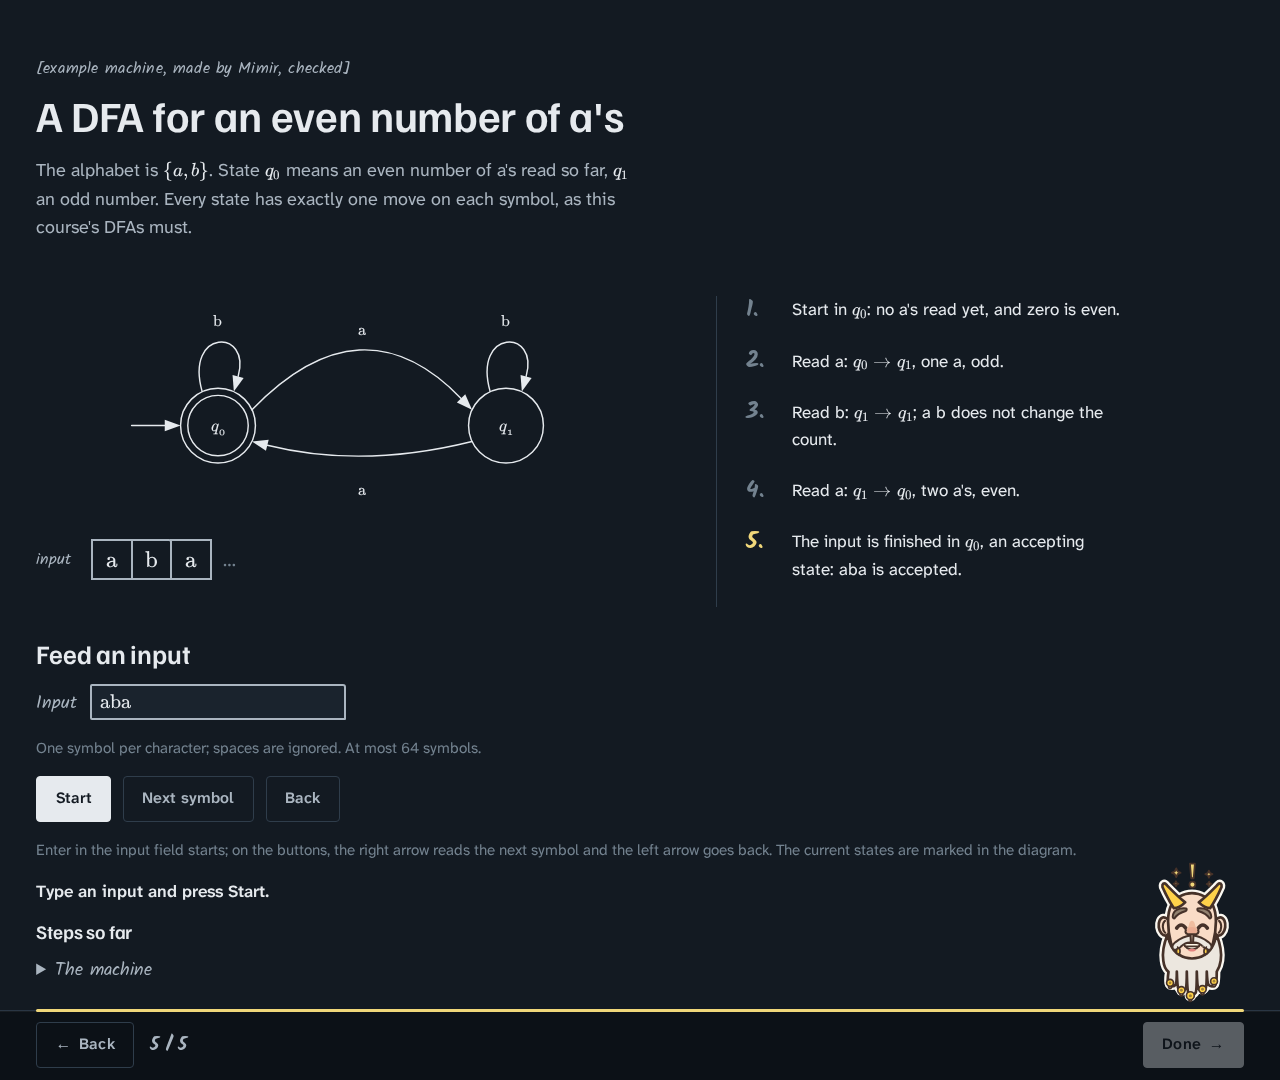 [example machine, made by Mimir, checked]
A DFA for an even number of a's
The alphabet is {a, b}. State q₀ means an even number of a's read so far, q₁
an odd number. Every state has exactly one move on each symbol, as this
course's DFAs must.
b
a
b
q₀
q₁
a
input a b a ...
1. Start in q₀: no a's read yet, and zero is even.
2. Read a: q₀ → q₁, one a, odd.
3. Read b: q₁ → q₁; a b does not change the
count.
4. Read a: q₁ → q₀, two a's, even.
5. The input is finished in q₀, an accepting
state: aba is accepted.
Feed an input
Input aba
One symbol per character; spaces are ignored. At most 64 symbols.
Start Next symbol Back
Enter in the input field starts; on the buttons, the right arrow reads the next symbol and the left arrow goes back. The current states are marked in the diagram.
Type an input and press Start.
Steps so far
▶ The machine
← Back 5 / 5 Done →